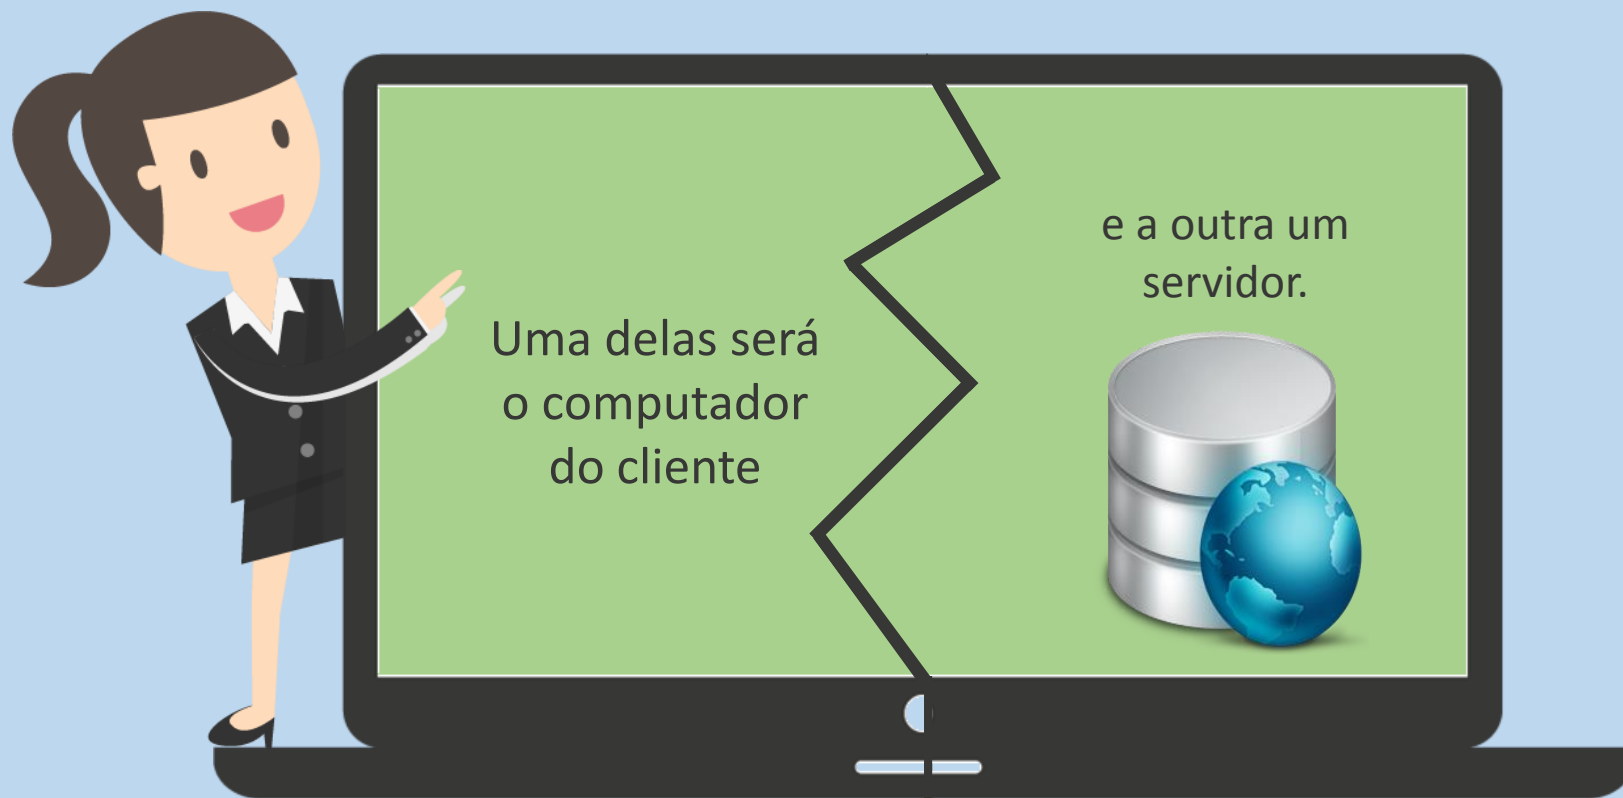 Uma delas será
o computador
do cliente
e a outra um
servidor.